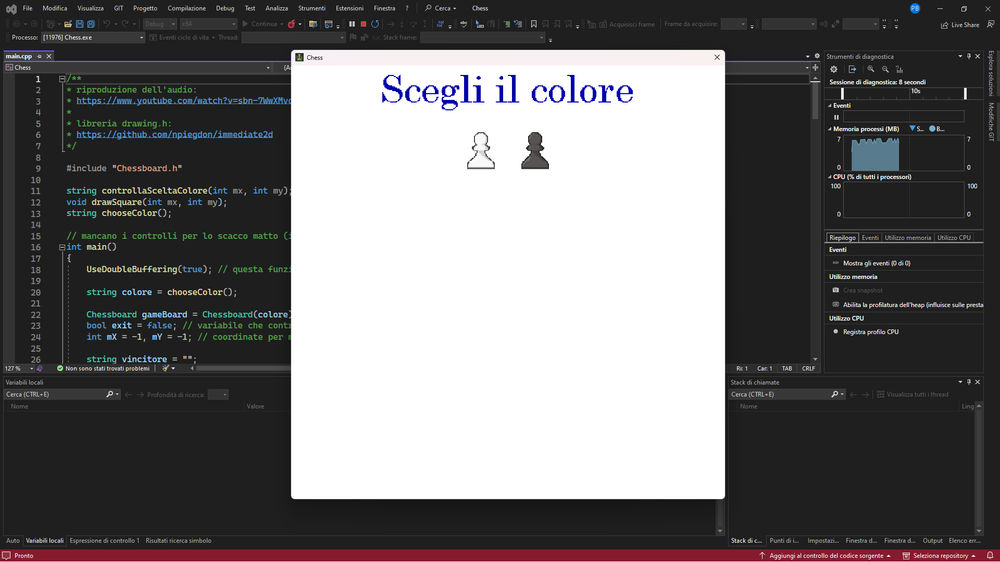 File Modifica Visualizza GIT Progetto Compilazione Debug Test Analizza Strumenti Estensioni Finestra ? Cerca Chess PB
Debug x64 Continua abc Acquisisci frame Frame da acquisire: Live Share
Processo: [11976] Chess.exe Eventi ciclo di vita Thread: Stack frame:
main.cpp
Chess
1 /**
2 * riproduzione dell'audio:
3 * https://www.youtube.com/watch?v=sbn-7WwXMvc
4 *
5 * libreria drawing.h:
6 * https://github.com/npiegdon/immediate2d
7 */
8
9 #include "Chessboard.h"
10
11 string controllaSceltaColore(int mx, int my);
12 void drawSquare(int mx, int my);
13 string chooseColor();
14
15 // mancano i controlli per lo scacco matto (
16 int main()
17 {
18 UseDoubleBuffering(true); // questa funzi
19
20 string colore = chooseColor();
21
22 Chessboard gameBoard = Chessboard(colore)
23 bool exit = false; // variabile che contr
24 int mX = -1, mY = -1; // coordinate per m
25
26 string vincitore = "";
127 % Non sono stati trovati problemi Ri: 1 Car: 1 TAB CRLF
Chess
Scegli il colore
Strumenti di diagnostica
Sessione di diagnostica: 8 secondi
10s
Eventi
Memoria processi (MB) S... B...
7 7
0 0
CPU (% di tutti i processori)
100 100
0 0
Riepilogo Eventi Utilizzo memoria Utilizzo CPU
Eventi
Mostra gli eventi (0 di 0)
Utilizzo memoria
Crea snapshot
Abilita la profilatura dell'heap (influisce sulle presta
Utilizzo CPU
Registra profilo CPU
Esplora soluzioni
Modifiche GIT
Variabili locali
Cerca (CTRL+E) Profondità di ricerca:
Nome Valore
Stack di chiamate
Cerca (CTRL+E) Visualizza tutti i thread
Nome Ling
Auto Variabili locali Espressione di controllo 1 Risultati ricerca simbolo
Stack di c... Punti di i... Impostazi... Finestra d... Finestra d... Output Elenco err...
Pronto Aggiungi al controllo del codice sorgente Seleziona repository